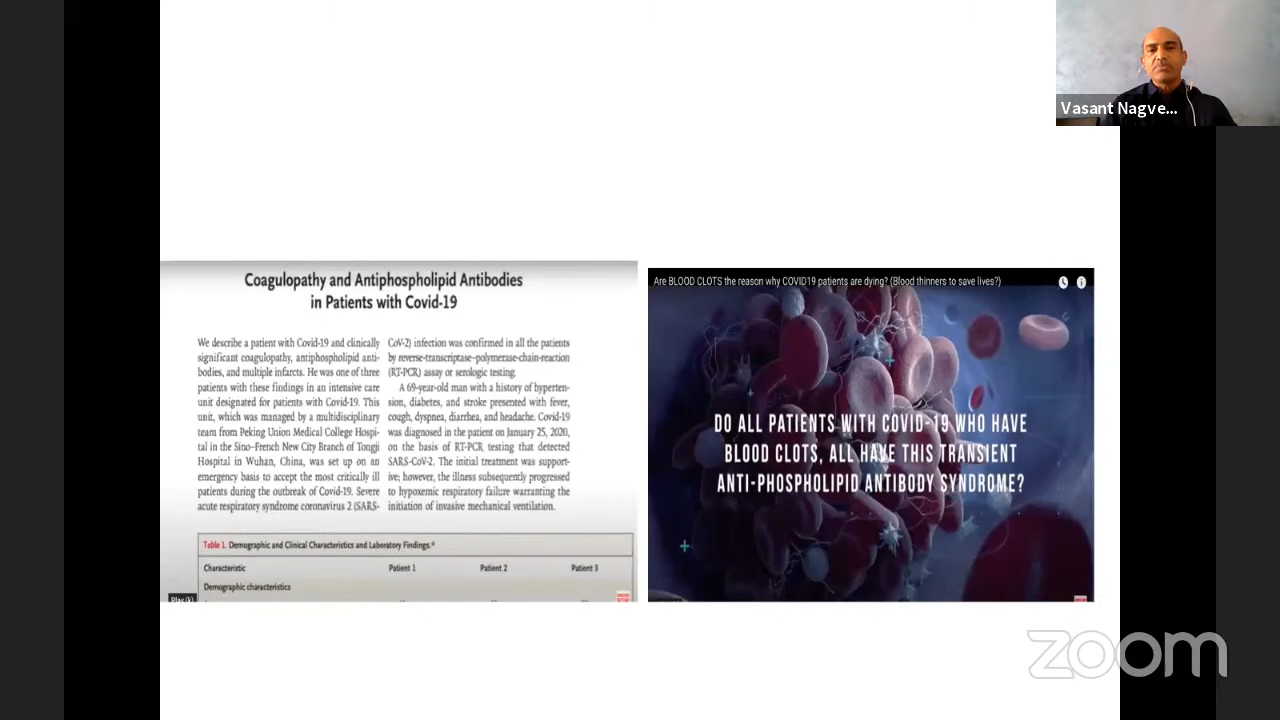 Vasant Nagve...
Coagulopathy and Antiphospholipid Antibodies
in Patients with Covid-19
We describe a patient with Covid-19 and clinically
significant coagulopathy, antiphospholipid anti-
bodies, and multiple infarcts. He was one of three
patients with these findings in an intensive care
unit designated for patients with Covid-19. This
unit, which was managed by a multidisciplinary
team from Peking Union Medical College Hospi-
tal in the Sino–French New City Branch of Tongji
Hospital in Wuhan, China, was set up on an
emergency basis to accept the most critically ill
patients during the outbreak of Covid-19. Severe
acute respiratory syndrome coronavirus 2 (SARS-
CoV-2) infection was confirmed in all the patients
by reverse-transcriptase–polymerase-chain-reaction
(RT-PCR) assay or serologic testing.
A 69-year-old man with a history of hyperten-
sion, diabetes, and stroke presented with fever,
cough, dyspnea, diarrhea, and headache. Covid-19
was diagnosed in the patient on January 25, 2020,
on the basis of RT-PCR testing that detected
SARS-CoV-2. The initial treatment was support-
ive; however, the illness subsequently progressed
to hypoxemic respiratory failure warranting the
initiation of invasive mechanical ventilation.
Table 1. Demographic and Clinical Characteristics and Laboratory Findings.*
Characteristic Patient 1 Patient 2 Patient 3
Demographic characteristics
Play (k)
Are BLOOD CLOTS the reason why COVID19 patients are dying? (Blood thinners to save lives?)
DO ALL PATIENTS WITH COVID-19 WHO HAVE
BLOOD CLOTS, ALL HAVE THIS TRANSIENT
ANTI-PHOSPHOLIPID ANTIBODY SYNDROME?
zoom